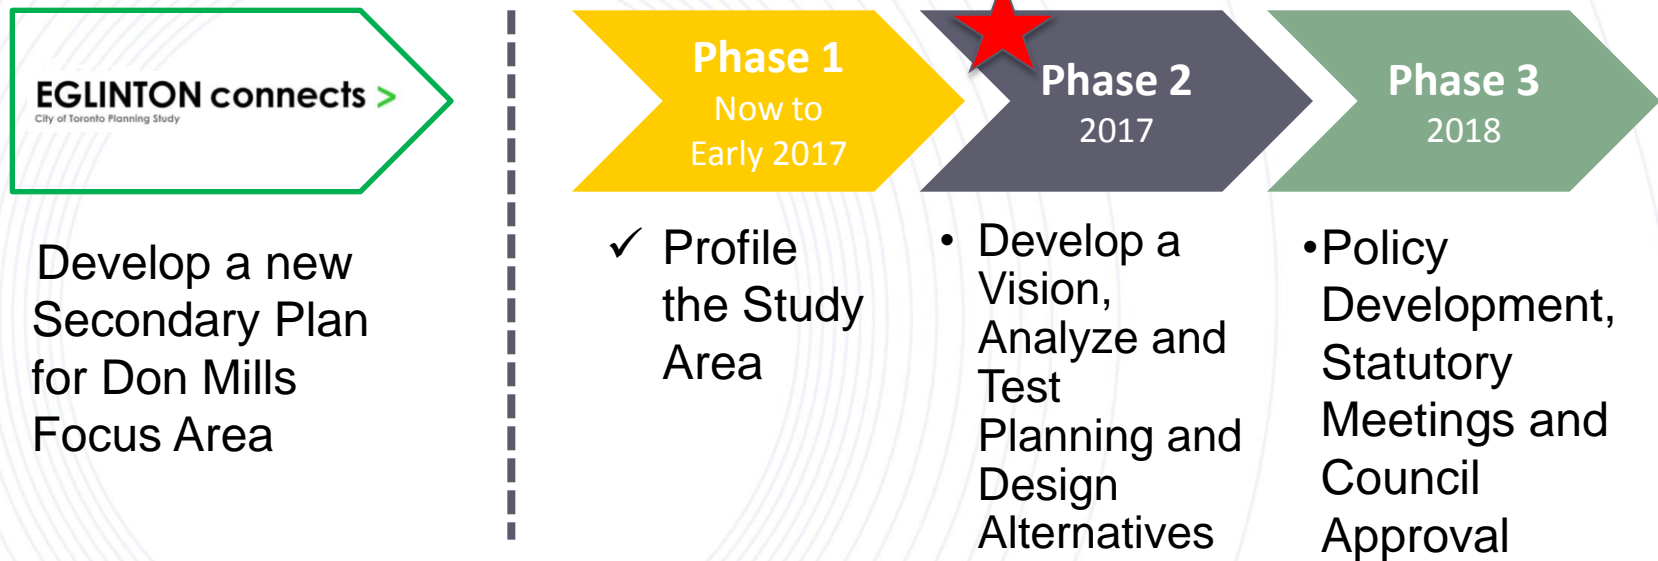 EGLINTON connects >
City of Toronto Planning Study
Develop a new
Secondary Plan
for Don Mills
Focus Area
Phase 1
Now to
Early 2017
✓ Profile
the Study
Area
Phase 2
2017
• Develop a
Vision,
Analyze and
Test
Planning and
Design
Alternatives
Phase 3
2018
•Policy
Development,
Statutory
Meetings and
Council
Approval